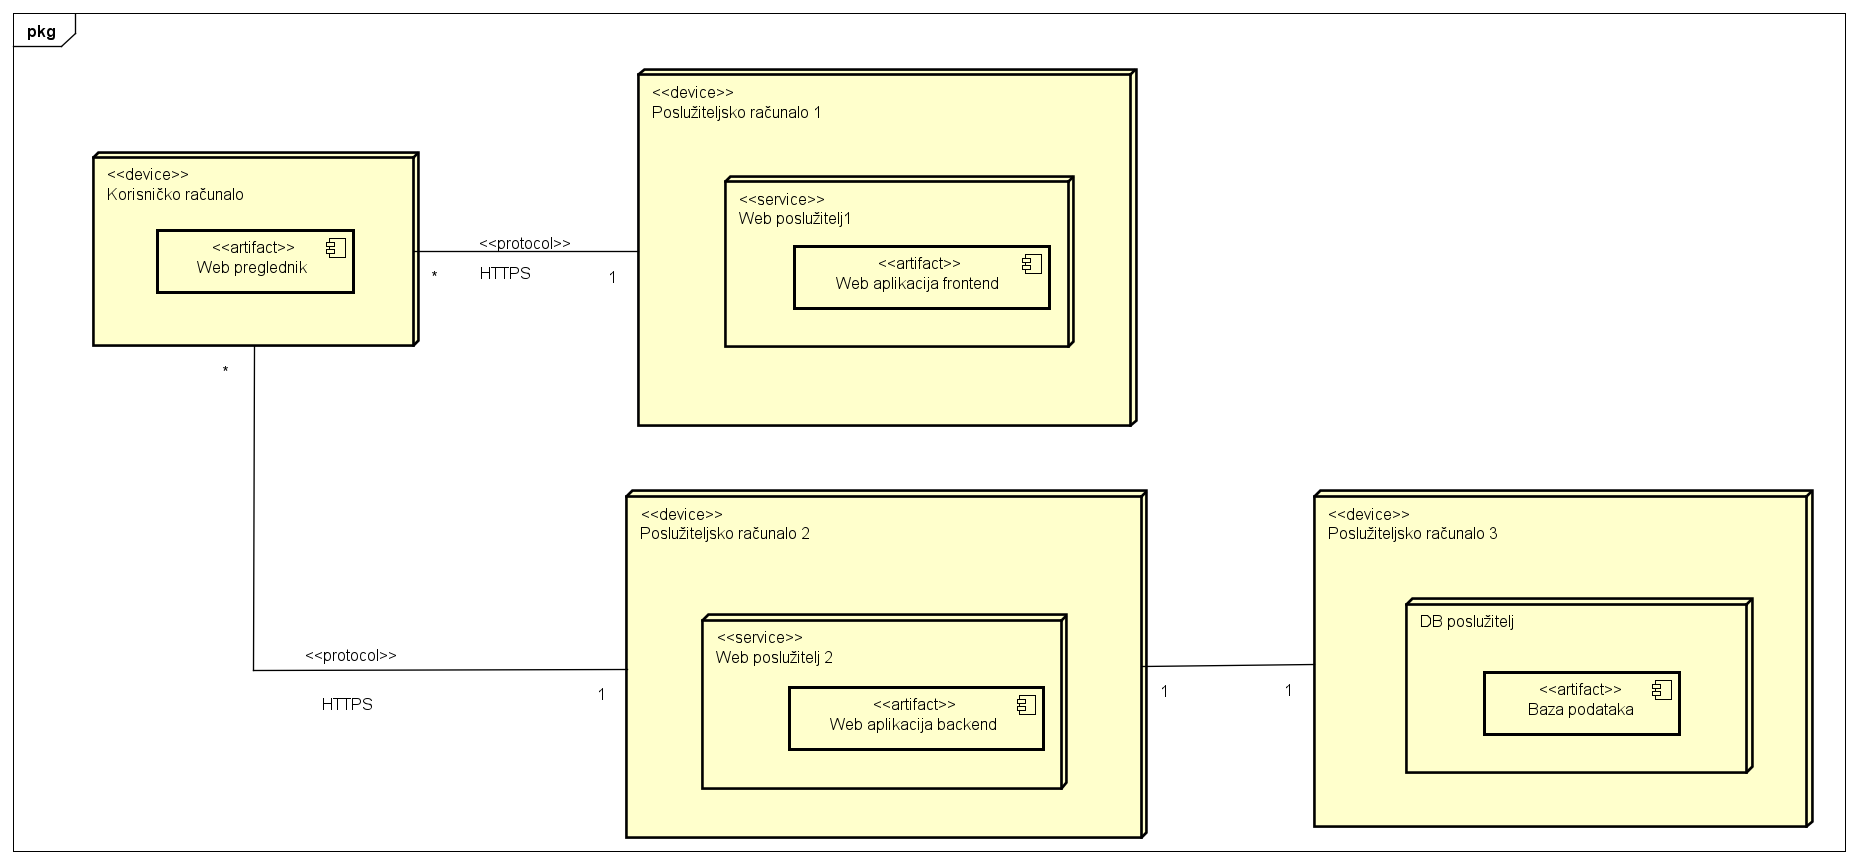 pkg
<<device>>
Korisničko računalo
<<artifact>>
Web preglednik
<<protocol>>
HTTPS
*
1
<<device>>
Poslužiteljsko računalo 1
<<service>>
Web poslužitelj1
<<artifact>>
Web aplikacija frontend
*
<<protocol>>
HTTPS
1
<<device>>
Poslužiteljsko računalo 2
<<service>>
Web poslužitelj 2
<<artifact>>
Web aplikacija backend
1
1
<<device>>
Poslužiteljsko računalo 3
DB poslužitelj
<<artifact>>
Baza podataka